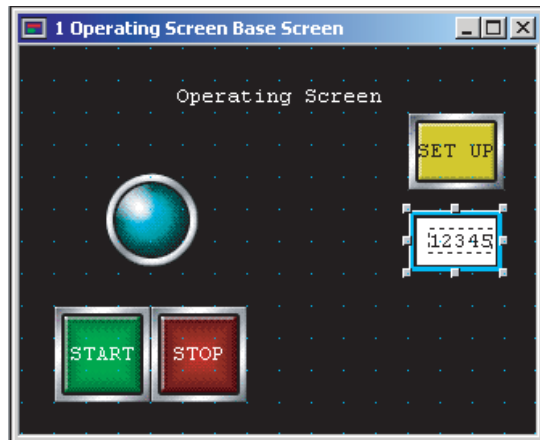 1 Operating Screen Base Screen
Operating Screen
SET UP
12345
START STOP